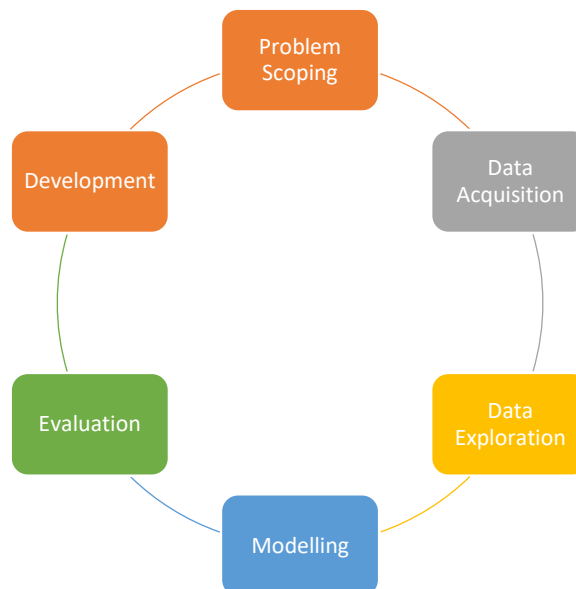 Problem
Scoping
Data
Acquisition
Data
Exploration
Modelling
Evaluation
Development